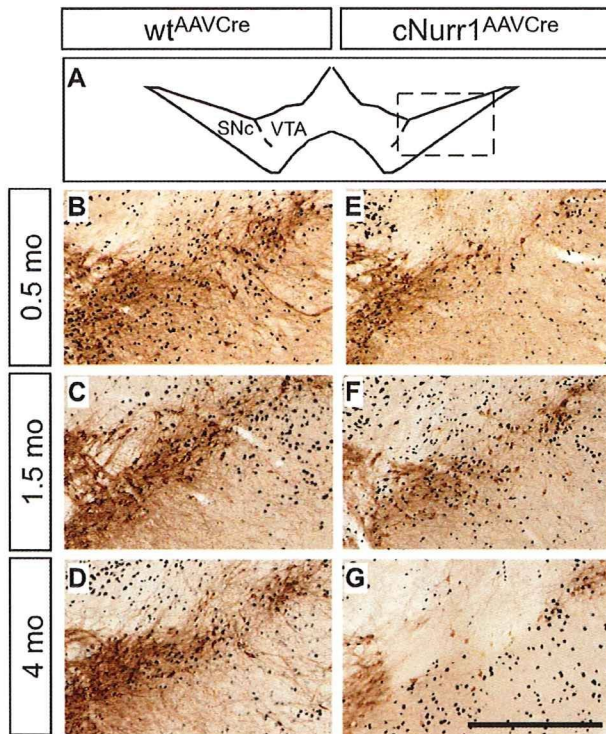 wtAAVCre
cNurr1AAVCre
A
SNc
VTA
0.5 mo
B
E
1.5 mo
C
F
4 mo
D
G